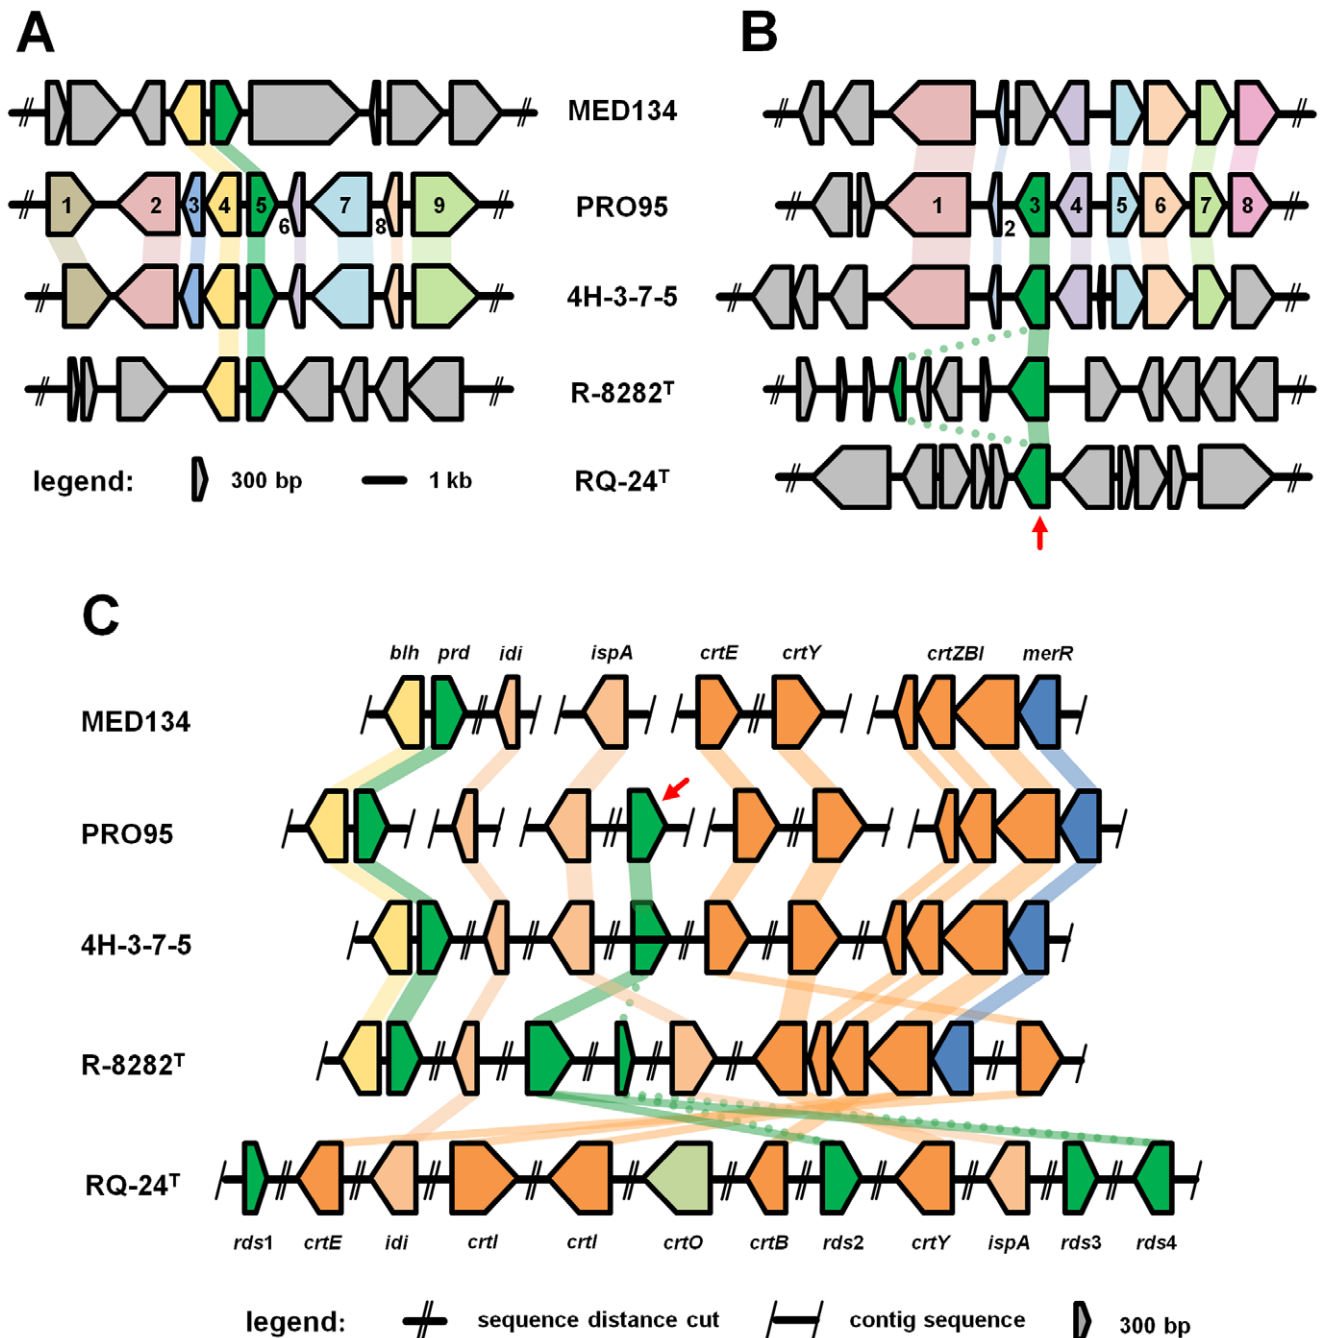 A
B
MED134
1 2 3 4 5 6 7 8 9
PRO95
1 2 3 4 5 6 7 8
4H-3-7-5
R-8282T
legend: 300 bp 1 kb
RQ-24T
C
blh prd idi ispA crtE crtY crtZBI merR
MED134
PRO95
4H-3-7-5
R-8282T
RQ-24T
rds1 crtE idi crtI crtI crtO crtB rds2 crtY ispA rds3 rds4
legend: sequence distance cut contig sequence 300 bp